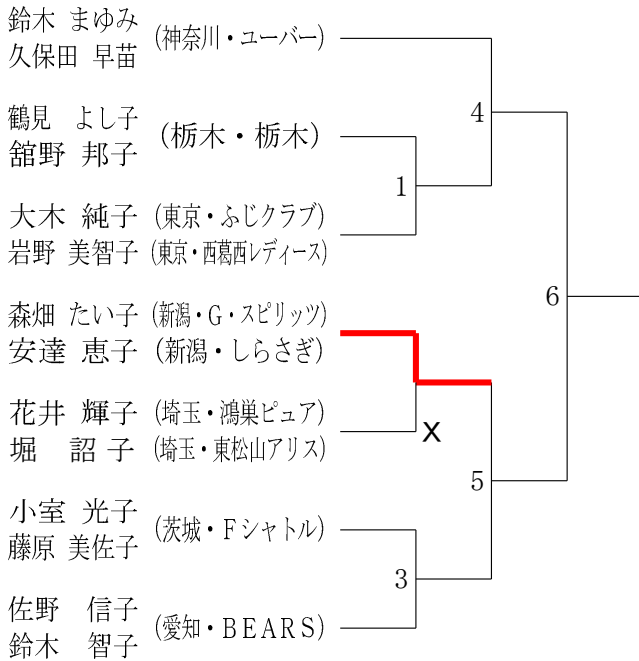 鈴木 まゆみ (神奈川・ユーバー)
久保田 早苗
4
鶴見 よし子 (栃木・栃木)
舘野 邦子
1
大木 純子 (東京・ふじクラブ)
岩野 美智子 (東京・西葛西レディース)
6
森畑 たい子 (新潟・G・スピリッツ)
安達 恵子 (新潟・しらさぎ)
花井 輝子 (埼玉・鴻巣ピュア)
X
堀 詔子 (埼玉・東松山アリス)
5
小室 光子 (茨城・Fシャトル)
藤原 美佐子
3
佐野 信子 (愛知・BEARS)
鈴木 智子